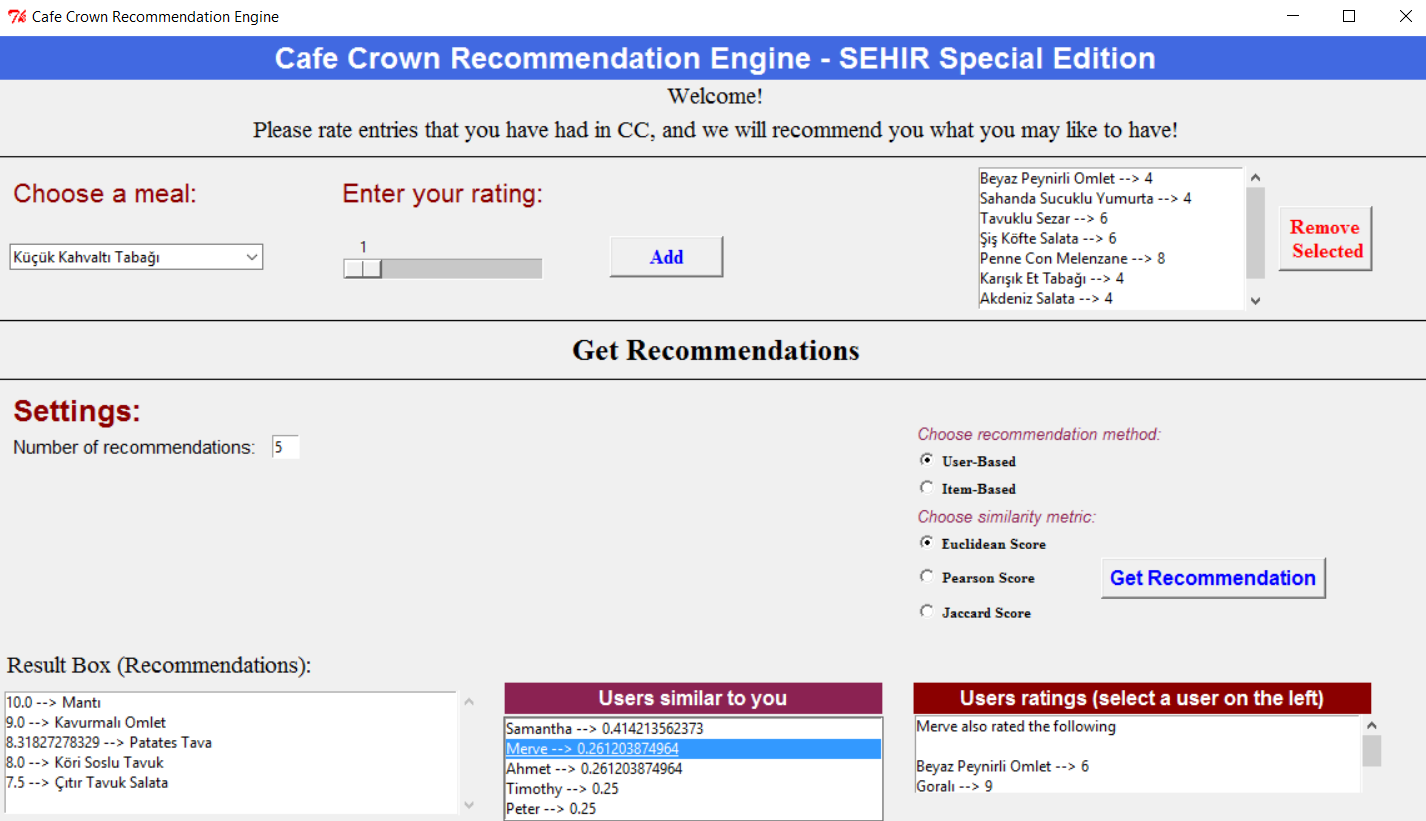 Cafe Crown Recommendation Engine
Cafe Crown Recommendation Engine - SEHIR Special Edition
Welcome!
Please rate entries that you have had in CC, and we will recommend you what you may like to have!
Choose a meal:
Enter your rating:
Küçük Kahvaltı Tabağı
1
Add
Beyaz Peynirli Omlet --> 4
Sahanda Sucuklu Yumurta --> 4
Tavuklu Sezar --> 6
Şiş Köfte Salata --> 6
Penne Con Melenzane --> 8
Karışık Et Tabağı --> 4
Akdeniz Salata --> 4
Remove
Selected
Get Recommendations
Settings:
Number of recommendations: 5
Choose recommendation method:
User-Based
Item-Based
Choose similarity metric:
Euclidean Score
Pearson Score
Jaccard Score
Get Recommendation
Result Box (Recommendations):
10.0 --> Mantı
9.0 --> Kavurmalı Omlet
8.31827278329 --> Patates Tava
8.0 --> Köri Soslu Tavuk
7.5 --> Çıtır Tavuk Salata
Users similar to you
Samantha --> 0.414213562373
Merve --> 0.261203874964
Ahmet --> 0.261203874964
Timothy --> 0.25
Peter --> 0.25
Users ratings (select a user on the left)
Merve also rated the following
Beyaz Peynirli Omlet --> 6
Goralı --> 9